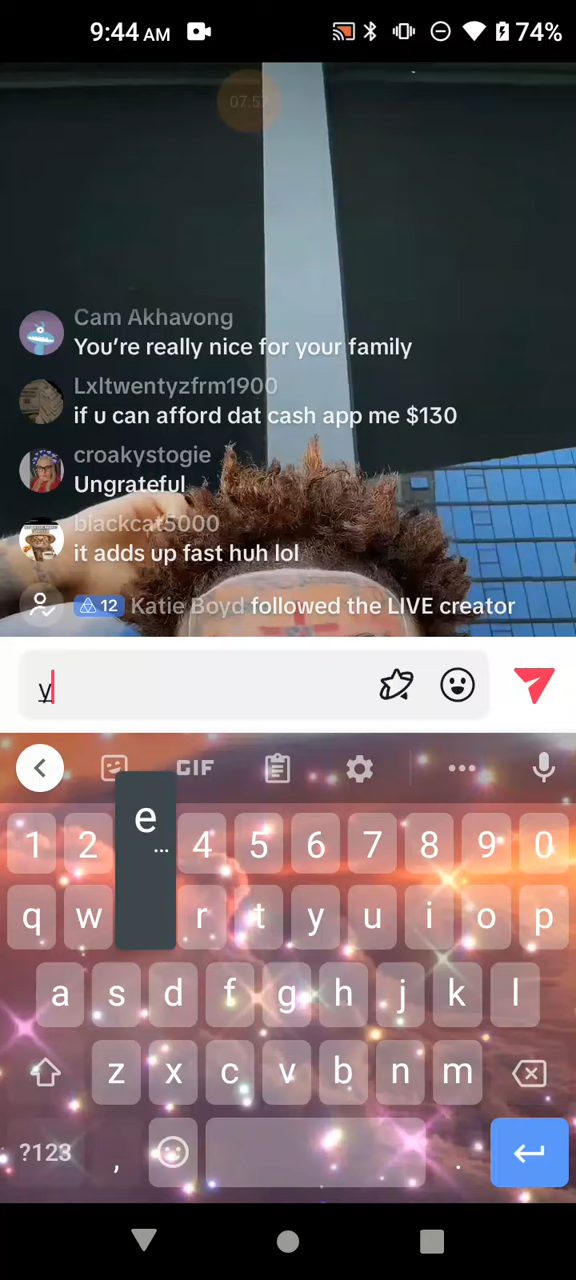 9:44 AM
74%
07:57
Cam Akhavong
You’re really nice for your family
Lxltwentyzfrm1900
if u can afford dat cash app me $130
croakystogie
Ungrateful
blackcat5000
it adds up fast huh lol
12 Katie Boyd followed the LIVE creator
y
GIF
e
...
1 2 4 5 6 7 8 9 0
q w r t y u i o p
a s d f g h j k l
z x c v b n m
?123 , .